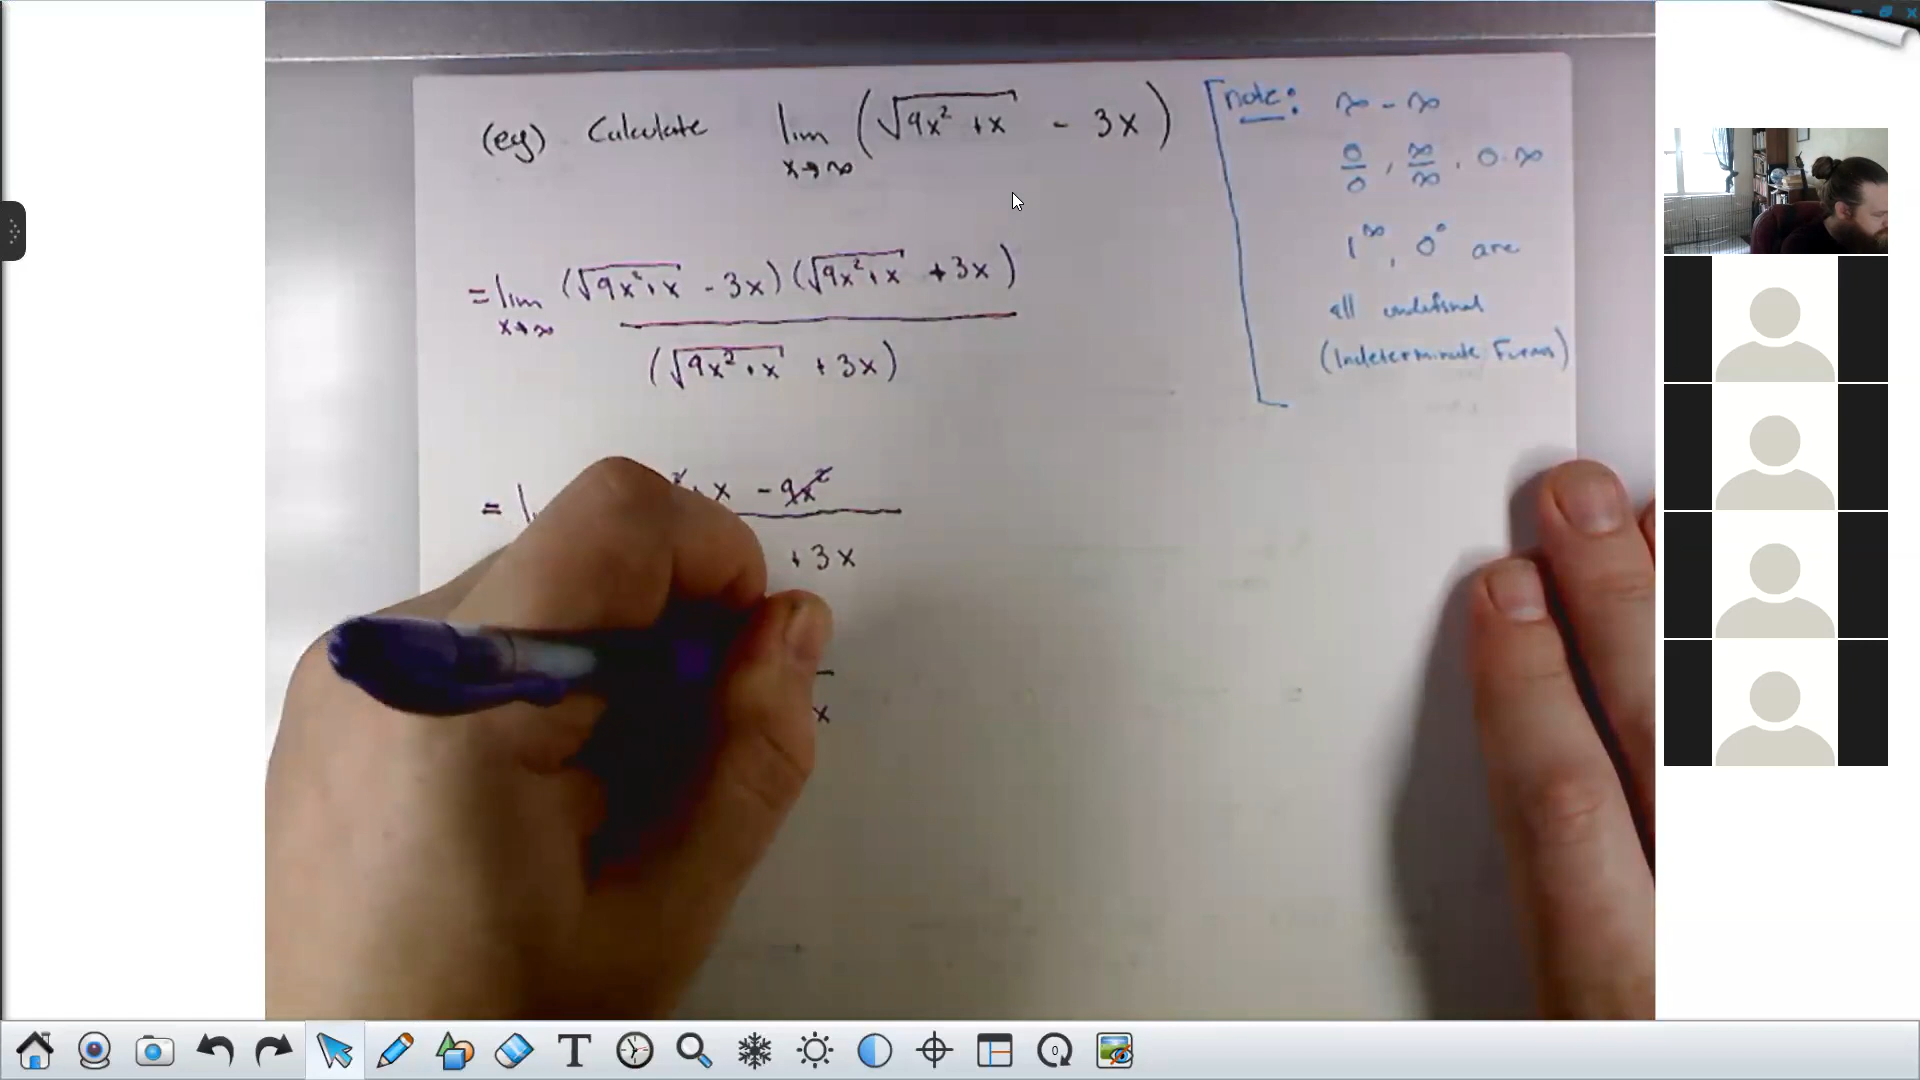 (eg) Calculate lim (√(9x² + x) - 3x)
x→∞
= lim (√(9x² + x) - 3x)(√(9x² + x) + 3x)
x→∞
(√(9x² + x) + 3x)
= l x - 9x²
+ 3x
x
note: ∞ - ∞
0/0, ∞/∞, 0·∞
1^∞, 0⁰ are
all undefined
(Indeterminate Forms)
T
0